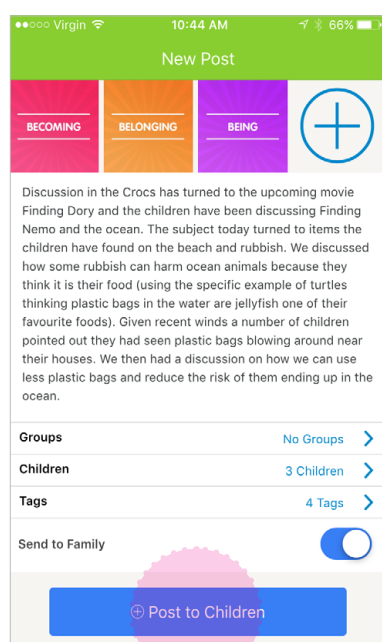 Virgin 10:44 AM 66%
New Post
BECOMING BELONGING BEING
Discussion in the Crocs has turned to the upcoming movie
Finding Dory and the children have been discussing Finding
Nemo and the ocean. The subject today turned to items the
children have found on the beach and rubbish. We discussed
how some rubbish can harm ocean animals because they
think it is their food (using the specific example of turtles
thinking plastic bags in the water are jellyfish one of their
favourite foods). Given recent winds a number of children
pointed out they had seen plastic bags blowing around near
their houses. We then had a discussion on how we can use
less plastic bags and reduce the risk of them ending up in the
ocean.
Groups No Groups
Children 3 Children
Tags 4 Tags
Send to Family
Post to Children